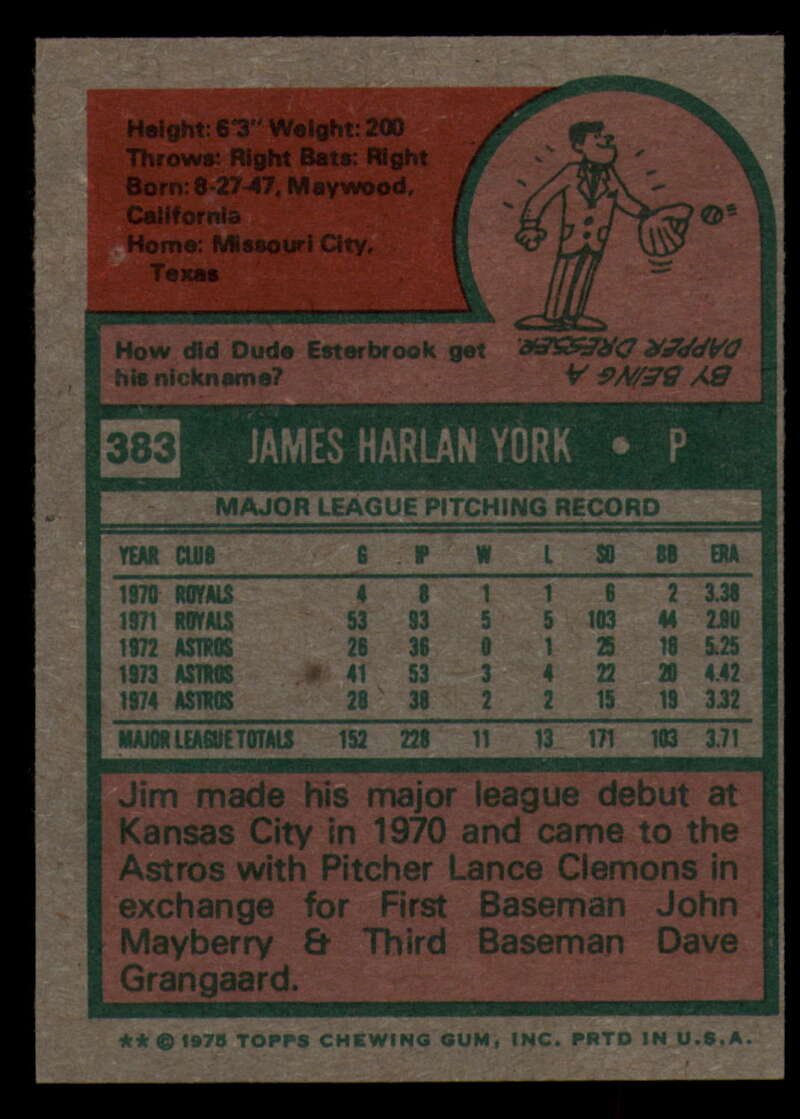 Height: 6'3" Weight: 200
Throws: Right Bats: Right
Born: 8-27-47, Maywood,
California
Home: Missouri City,
Texas
How did Dude Esterbrook get
his nickname?
BY BEING A
DAPPER DRESSER.
383 JAMES HARLAN YORK • P
MAJOR LEAGUE PITCHING RECORD
YEAR CLUB G IP W L SO BB ERA
1970 ROYALS 4 8 1 1 6 2 3.38
1971 ROYALS 53 93 5 5 103 44 2.90
1972 ASTROS 26 36 0 1 25 18 5.25
1973 ASTROS 41 53 3 4 22 20 4.42
1974 ASTROS 28 38 2 2 15 19 3.32
MAJOR LEAGUE TOTALS 152 228 11 13 171 103 3.71
Jim made his major league debut at
Kansas City in 1970 and came to the
Astros with Pitcher Lance Clemons in
exchange for First Baseman John
Mayberry & Third Baseman Dave
Grangaard.
** © 1975 TOPPS CHEWING GUM, INC. PRTD IN U.S.A.